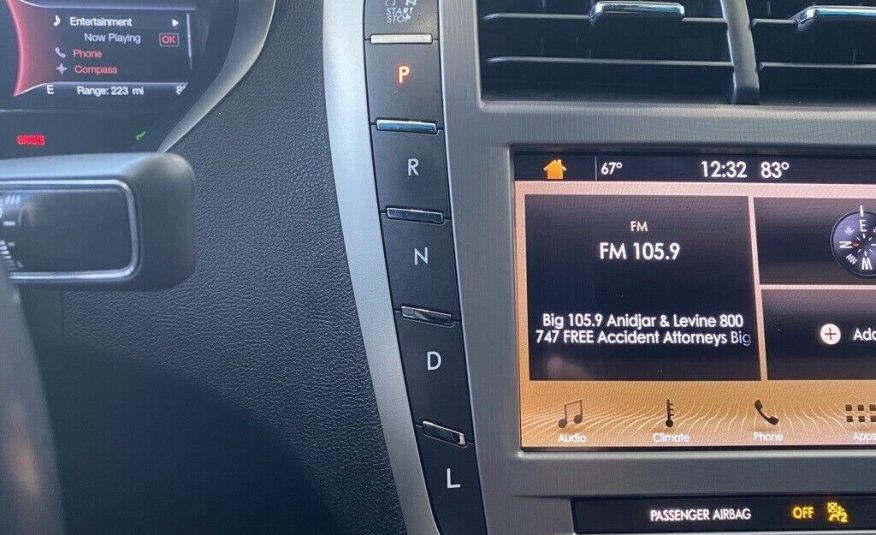 Entertainment
Now Playing OK
Phone
Compass
E Range: 223 mi
BRAKE
START
STOP
P
R
N
D
L
67° 12:32 83°
FM
FM 105.9
Big 105.9 Anidjar & Levine 800
747 FREE Accident Attorneys Big
E
N
W
Add
Audio Climate Phone Apps
PASSENGER AIRBAG OFF
2